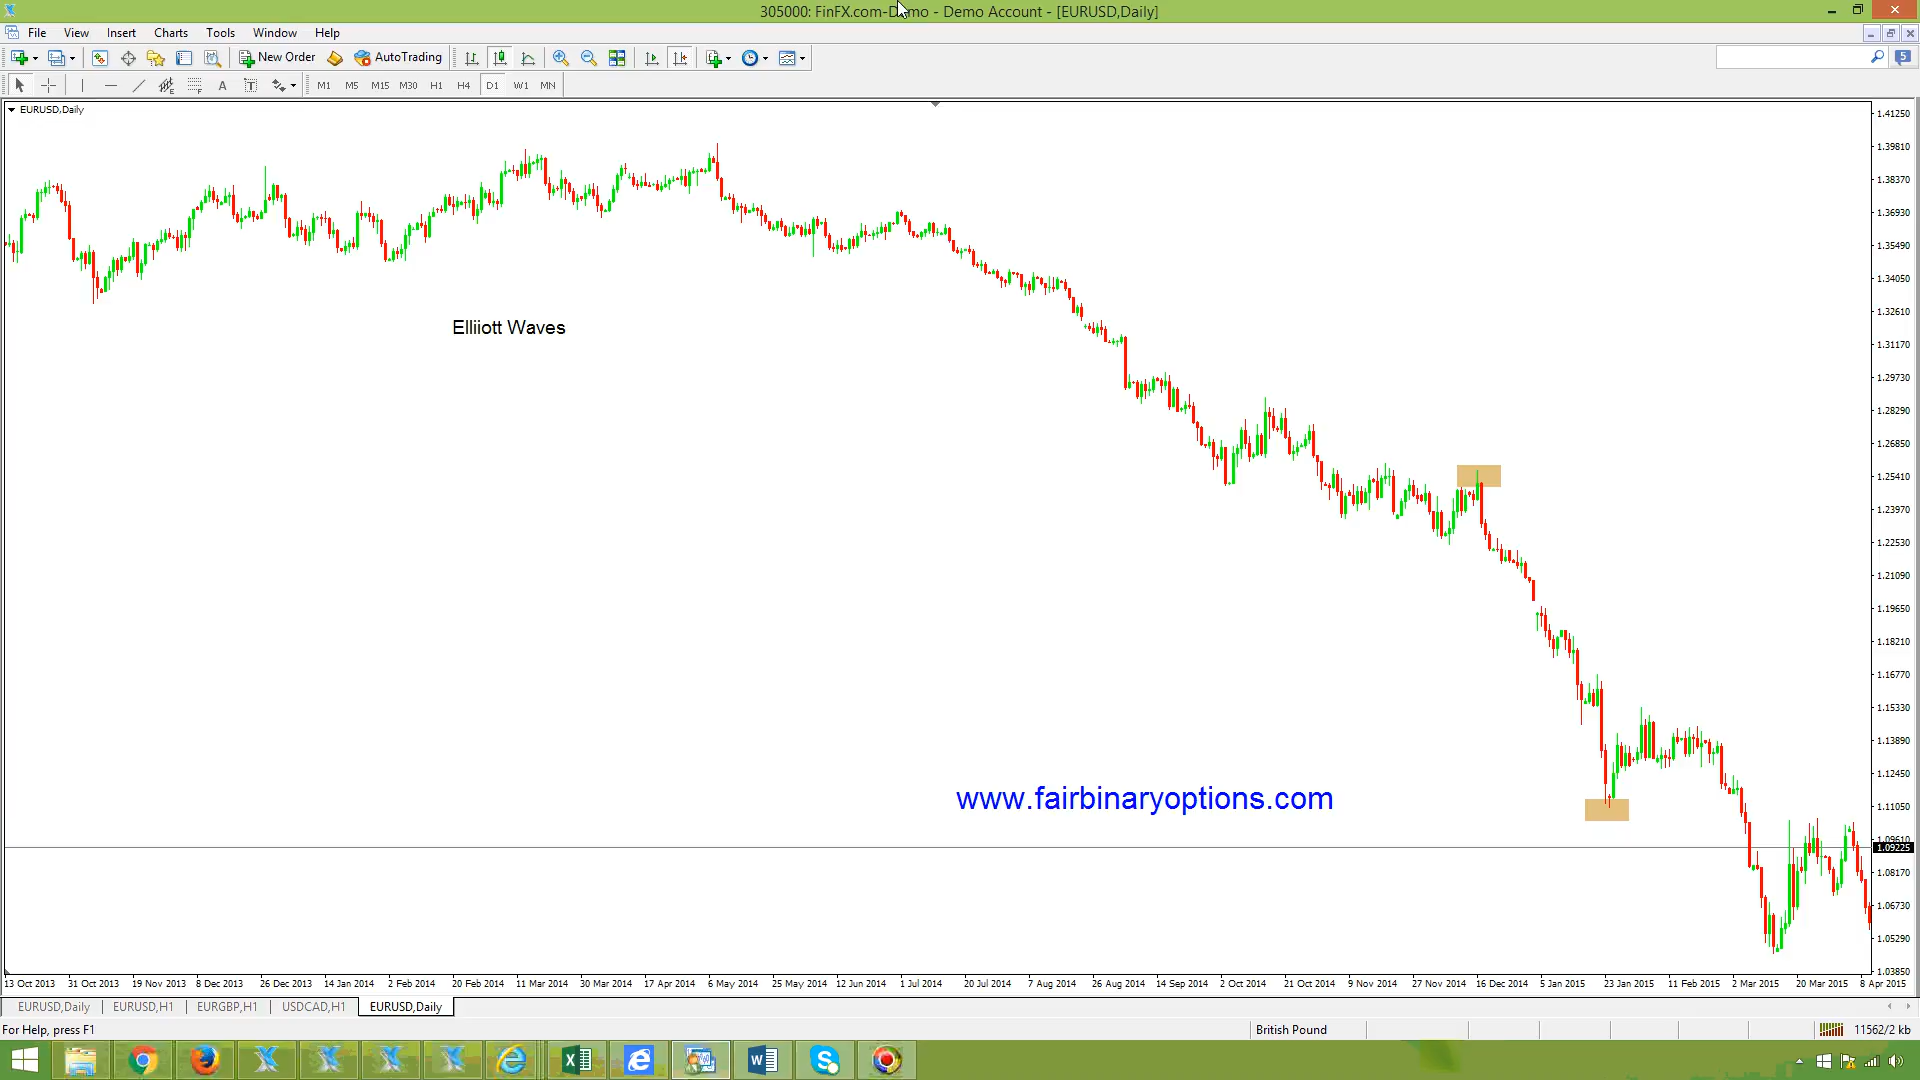 305000: FinFX.com-Demo - Demo Account - [EURUSD,Daily]
File View Insert Charts Tools Window Help
New Order AutoTrading
5
A T M1 M5 M15 M30 H1 H4 D1 W1 MN
EURUSD,Daily
1.41250
1.39810
1.38370
1.36930
1.35490
1.34050
1.32610
Elliiott Waves
1.31170
1.29730
1.28290
1.26850
1.25410
1.23970
1.22530
1.21090
1.19650
1.18210
1.16770
1.15330
1.13890
1.12450
www.fairbinaryoptions.com
1.11050
1.09610
1.09225
1.08170
1.06730
1.05290
1.03850
13 Oct 2013 31 Oct 2013 19 Nov 2013 8 Dec 2013 26 Dec 2013 14 Jan 2014 2 Feb 2014 20 Feb 2014 11 Mar 2014 30 Mar 2014 17 Apr 2014 6 May 2014 25 May 2014 12 Jun 2014 1 Jul 2014 20 Jul 2014 7 Aug 2014 26 Aug 2014 14 Sep 2014 2 Oct 2014 21 Oct 2014 9 Nov 2014 27 Nov 2014 16 Dec 2014 5 Jan 2015 23 Jan 2015 11 Feb 2015 2 Mar 2015 20 Mar 2015 8 Apr 2015
EURUSD,Daily EURUSD,H1 EURGBP,H1 USDCAD,H1 EURUSD,Daily
For Help, press F1 British Pound 11562/2 kb